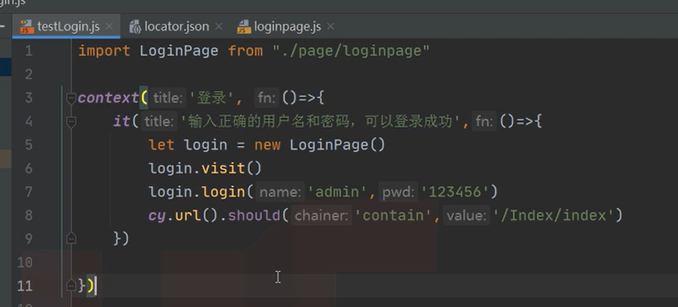 gin.js
testLogin.js
locator.json
loginpage.js
1 import LoginPage from "./page/loginpage"
2
3 context( title: '登录', fn: ()=>{
4 it( title: '输入正确的用户名和密码，可以登录成功', fn: ()=>{
5 let login = new LoginPage()
6 login.visit()
7 login.login( name: 'admin', pwd: '123456')
8 cy.url().should( chainer: 'contain', value: '/Index/index')
9 })
10
11 })